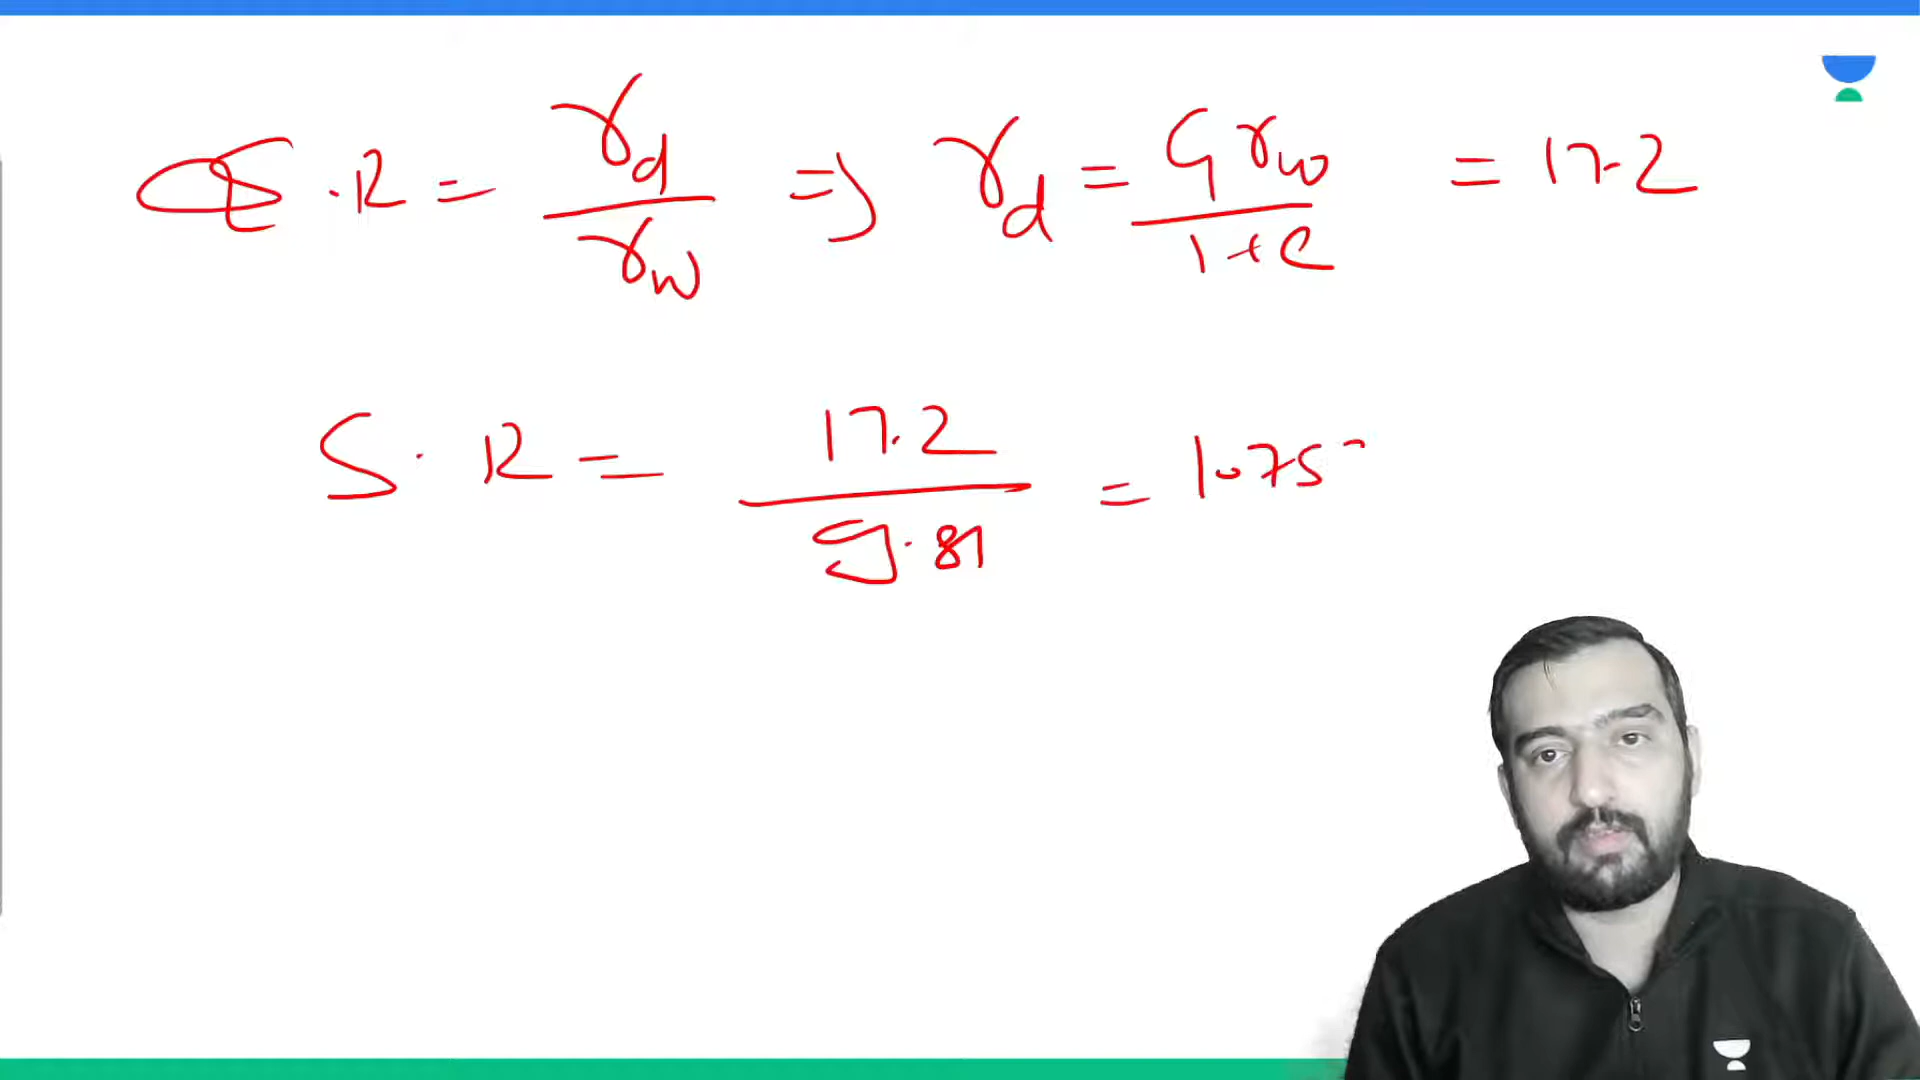 S.R = γd / γw => γd = Gγw / 1+e = 17.2
S.R = 17.2 / 9.81 = 1.75